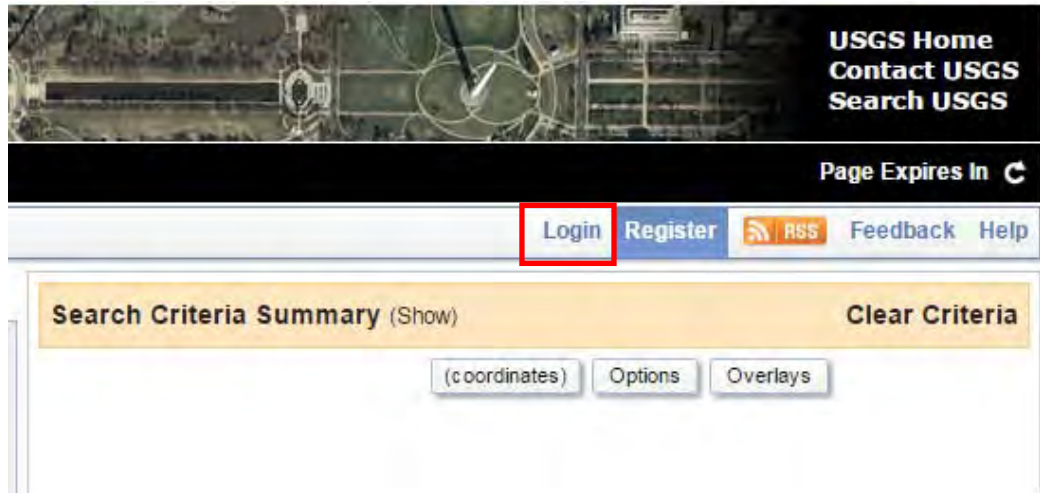 USGS Home
Contact USGS
Search USGS
Page Expires In
Login Register RSS Feedback Help
Search Criteria Summary (Show) Clear Criteria
(coordinates) Options Overlays